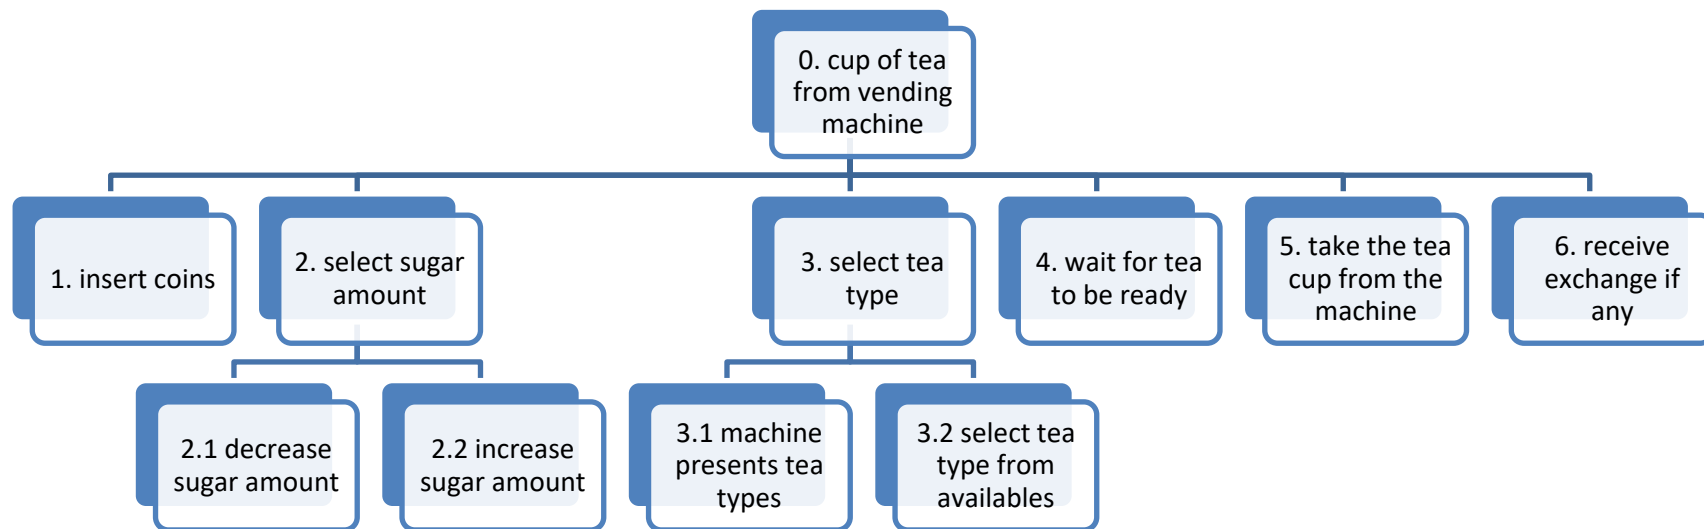 0. cup of tea
from vending
machine
1. insert coins
2. select sugar
amount
3. select tea
type
4. wait for tea
to be ready
5. take the tea
cup from the
machine
6. receive
exchange if
any
2.1 decrease
sugar amount
2.2 increase
sugar amount
3.1 machine
presents tea
types
3.2 select tea
type from
availables